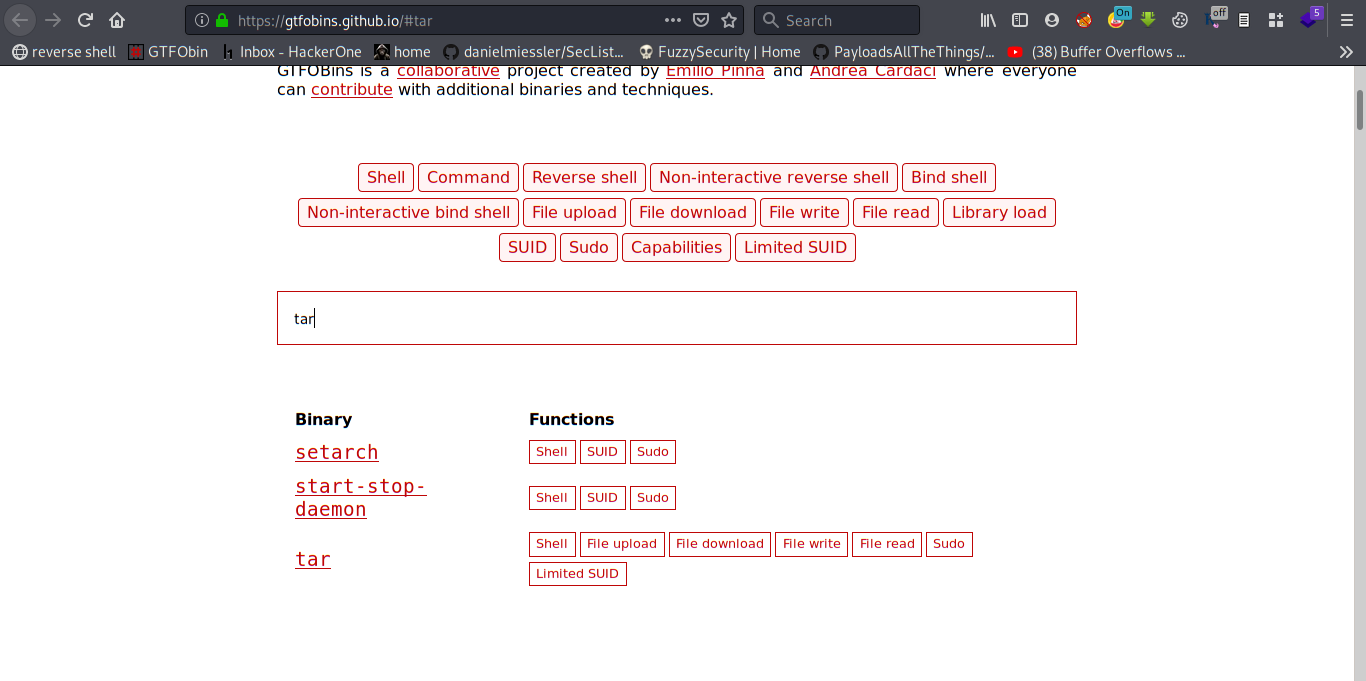 https://gtfobins.github.io/#tar
Search
On
off
5
reverse shell GTFObin Inbox - HackerOne home danielmiessler/SecList... FuzzySecurity | Home PayloadsAllTheThings/... (38) Buffer Overflows ...
GTFOBins is a collaborative project created by Emilio Pinna and Andrea Cardaci where everyone
can contribute with additional binaries and techniques.
Shell Command Reverse shell Non-interactive reverse shell Bind shell
Non-interactive bind shell File upload File download File write File read Library load
SUID Sudo Capabilities Limited SUID
tar
Binary Functions
setarch Shell SUID Sudo
start-stop-
daemon Shell SUID Sudo
tar Shell File upload File download File write File read Sudo
Limited SUID